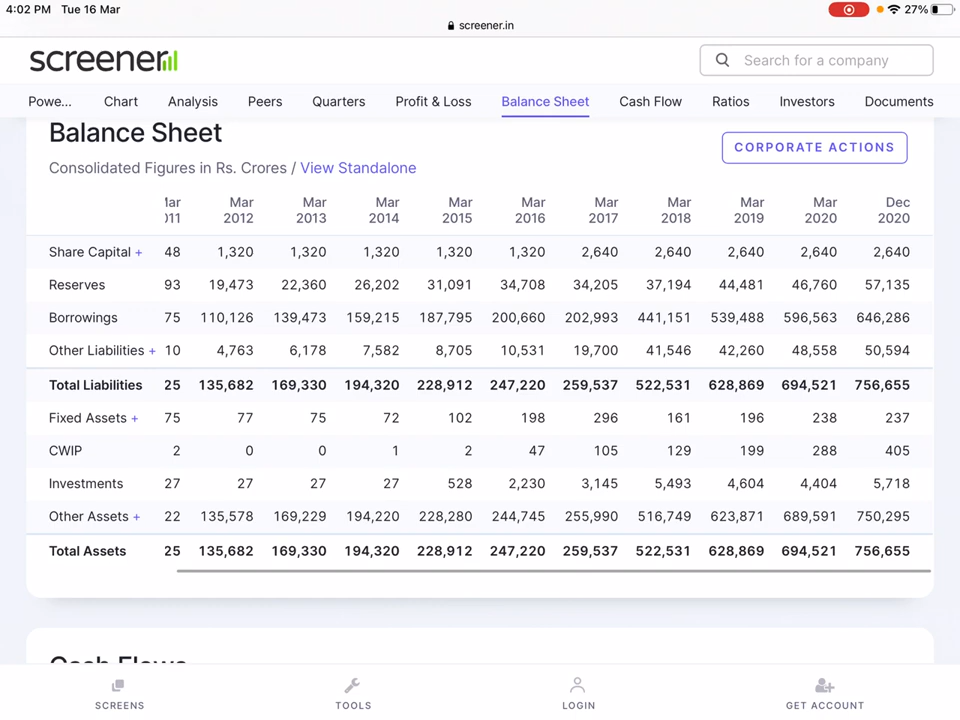 4:02 PM Tue 16 Mar 27%
screener.in
screener
Search for a company
Powe... Chart Analysis Peers Quarters Profit & Loss Balance Sheet Cash Flow Ratios Investors Documents
Balance Sheet
CORPORATE ACTIONS
Consolidated Figures in Rs. Crores / View Standalone
Mar Mar Mar Mar Mar Mar Mar Mar Mar Dec
2012 2013 2014 2015 2016 2017 2018 2019 2020 2020
Share Capital + 48 1,320 1,320 1,320 1,320 1,320 2,640 2,640 2,640 2,640 2,640
Reserves 93 19,473 22,360 26,202 31,091 34,708 34,205 37,194 44,481 46,760 57,135
Borrowings 75 110,126 139,473 159,215 187,795 200,660 202,993 441,151 539,488 596,563 646,286
Other Liabilities + 10 4,763 6,178 7,582 8,705 10,531 19,700 41,546 42,260 48,558 50,594
Total Liabilities 25 135,682 169,330 194,320 228,912 247,220 259,537 522,531 628,869 694,521 756,655
Fixed Assets + 75 77 75 72 102 198 296 161 196 238 237
CWIP 2 0 0 1 2 47 105 129 199 288 405
Investments 27 27 27 27 528 2,230 3,145 5,493 4,604 4,404 5,718
Other Assets + 22 135,578 169,229 194,220 228,280 244,745 255,990 516,749 623,871 689,591 750,295
Total Assets 25 135,682 169,330 194,320 228,912 247,220 259,537 522,531 628,869 694,521 756,655
Cash Flows
SCREENS TOOLS LOGIN GET ACCOUNT